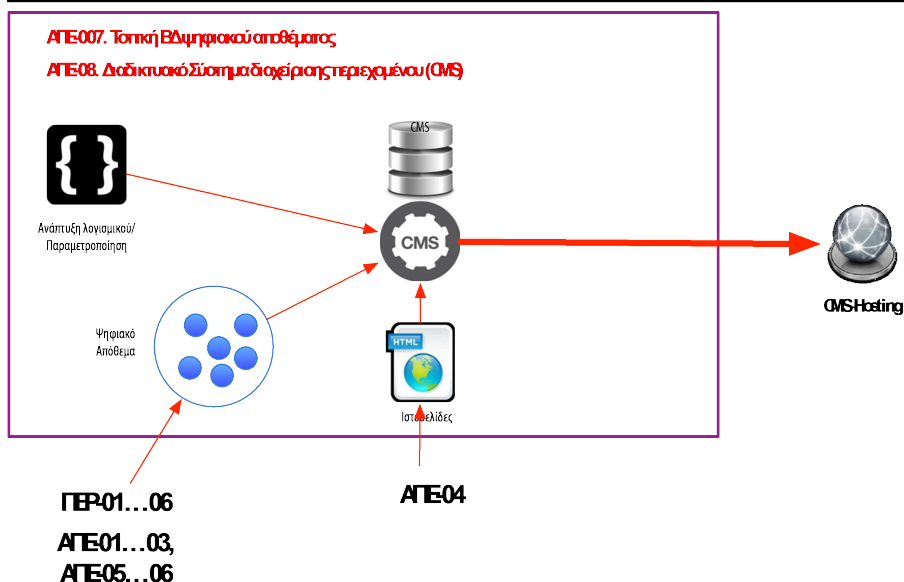 ΑΠΕ-007. Τοπική ΒΔ ψηφιακού αποθέματος
ΑΠΕ-08. Διαδικτυακό Σύστημα διαχείρισης περιεχομένου (CMS)
CMS
{ }
Ανάπτυξη λογισμικού/
Παραμετροποίηση
CMS
CMS-Hosting
Ψηφιακό
Απόθεμα
HTML
Ιστοσελίδες
ΠΕΡ-01…06
ΑΠΕ-04
ΑΠΕ-01…03,
ΑΠΕ-05…06